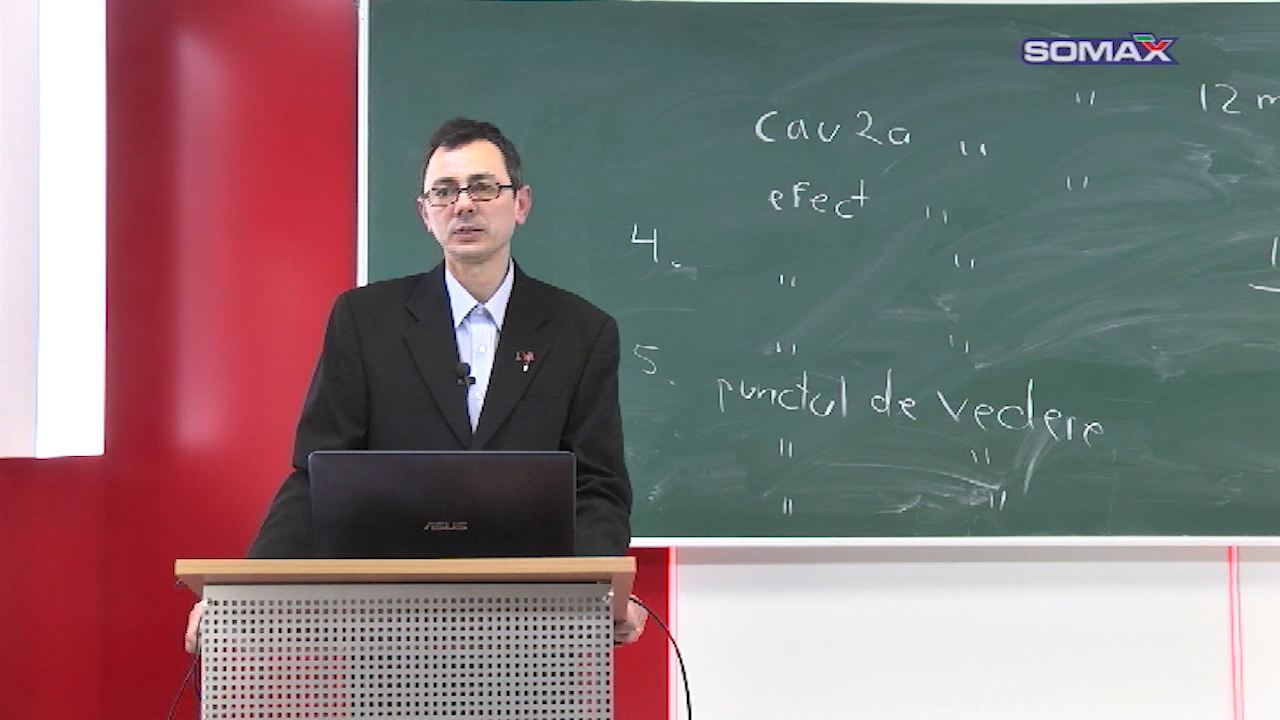 SOMAX
" 12 m
cauza "
efect " "
4. " "
5. " "
punctul de vedere
" "
" "
ASUS